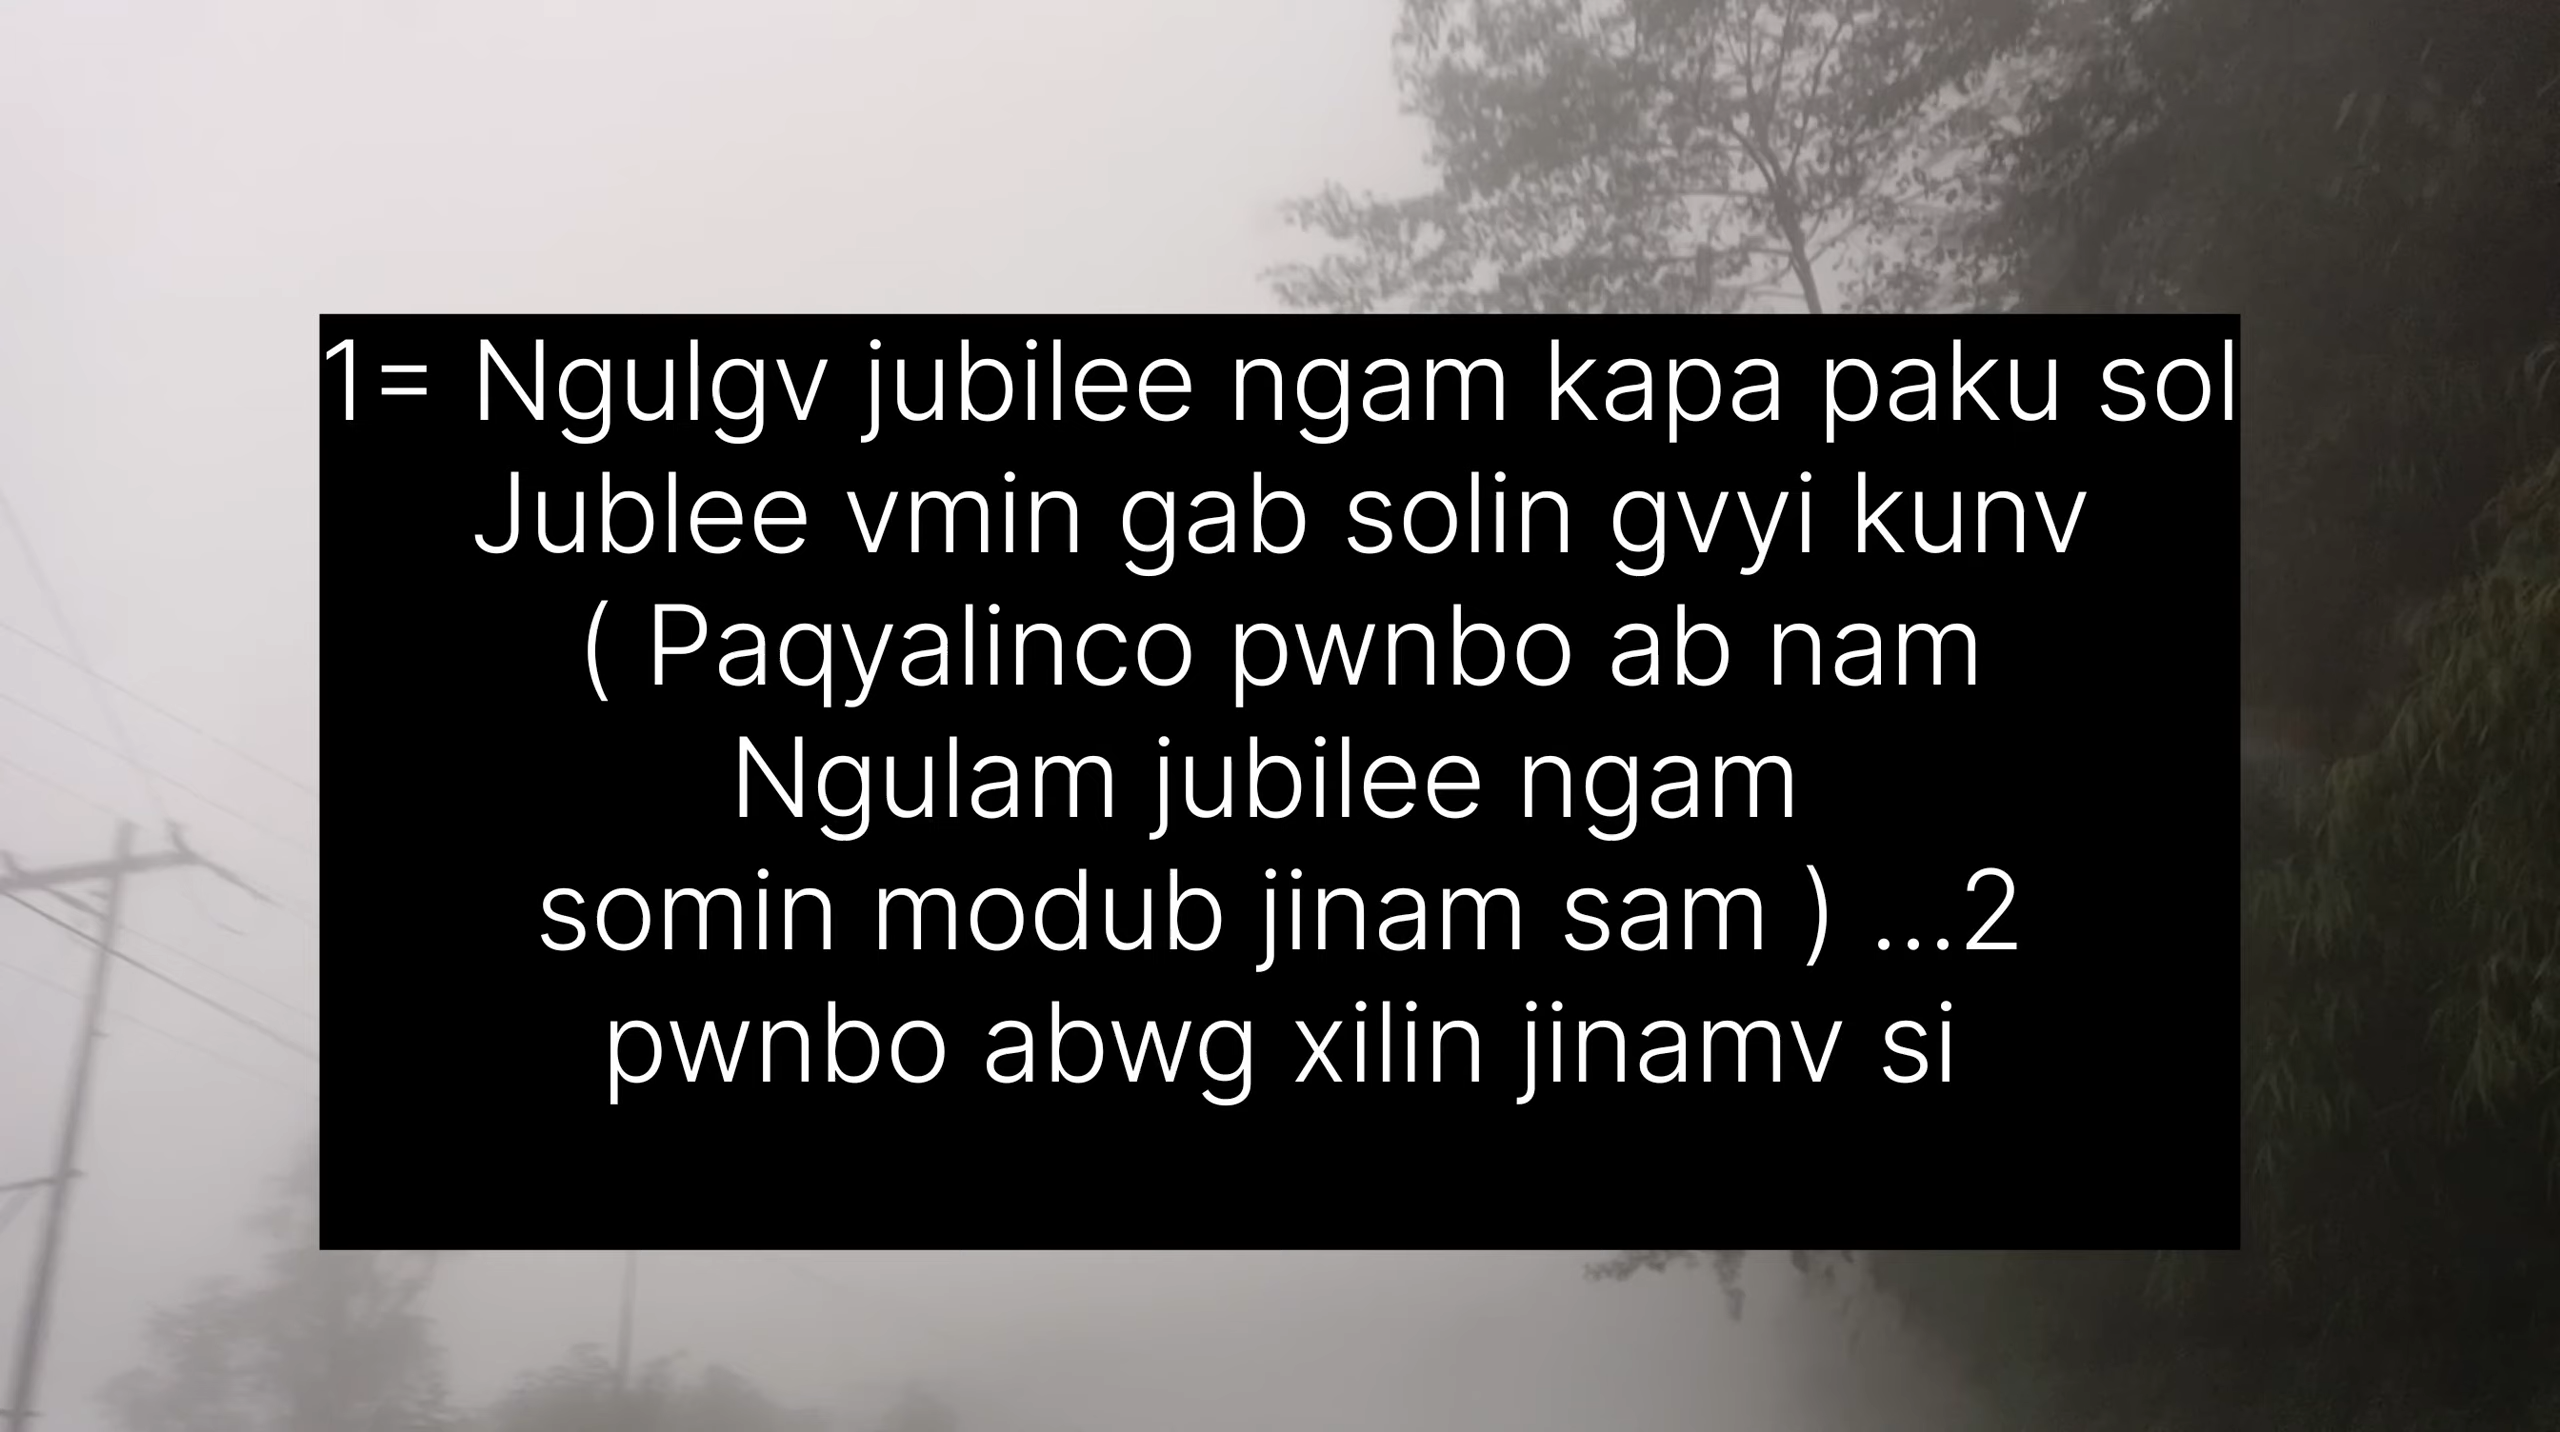 1= Ngulgv jubilee ngam kapa paku sol
Jublee vmin gab solin gvyi kunv
( Paqyalinco pwnbo ab nam
Ngulam jubilee ngam
somin modub jinam sam ) ...2
pwnbo abwg xilin jinamv si